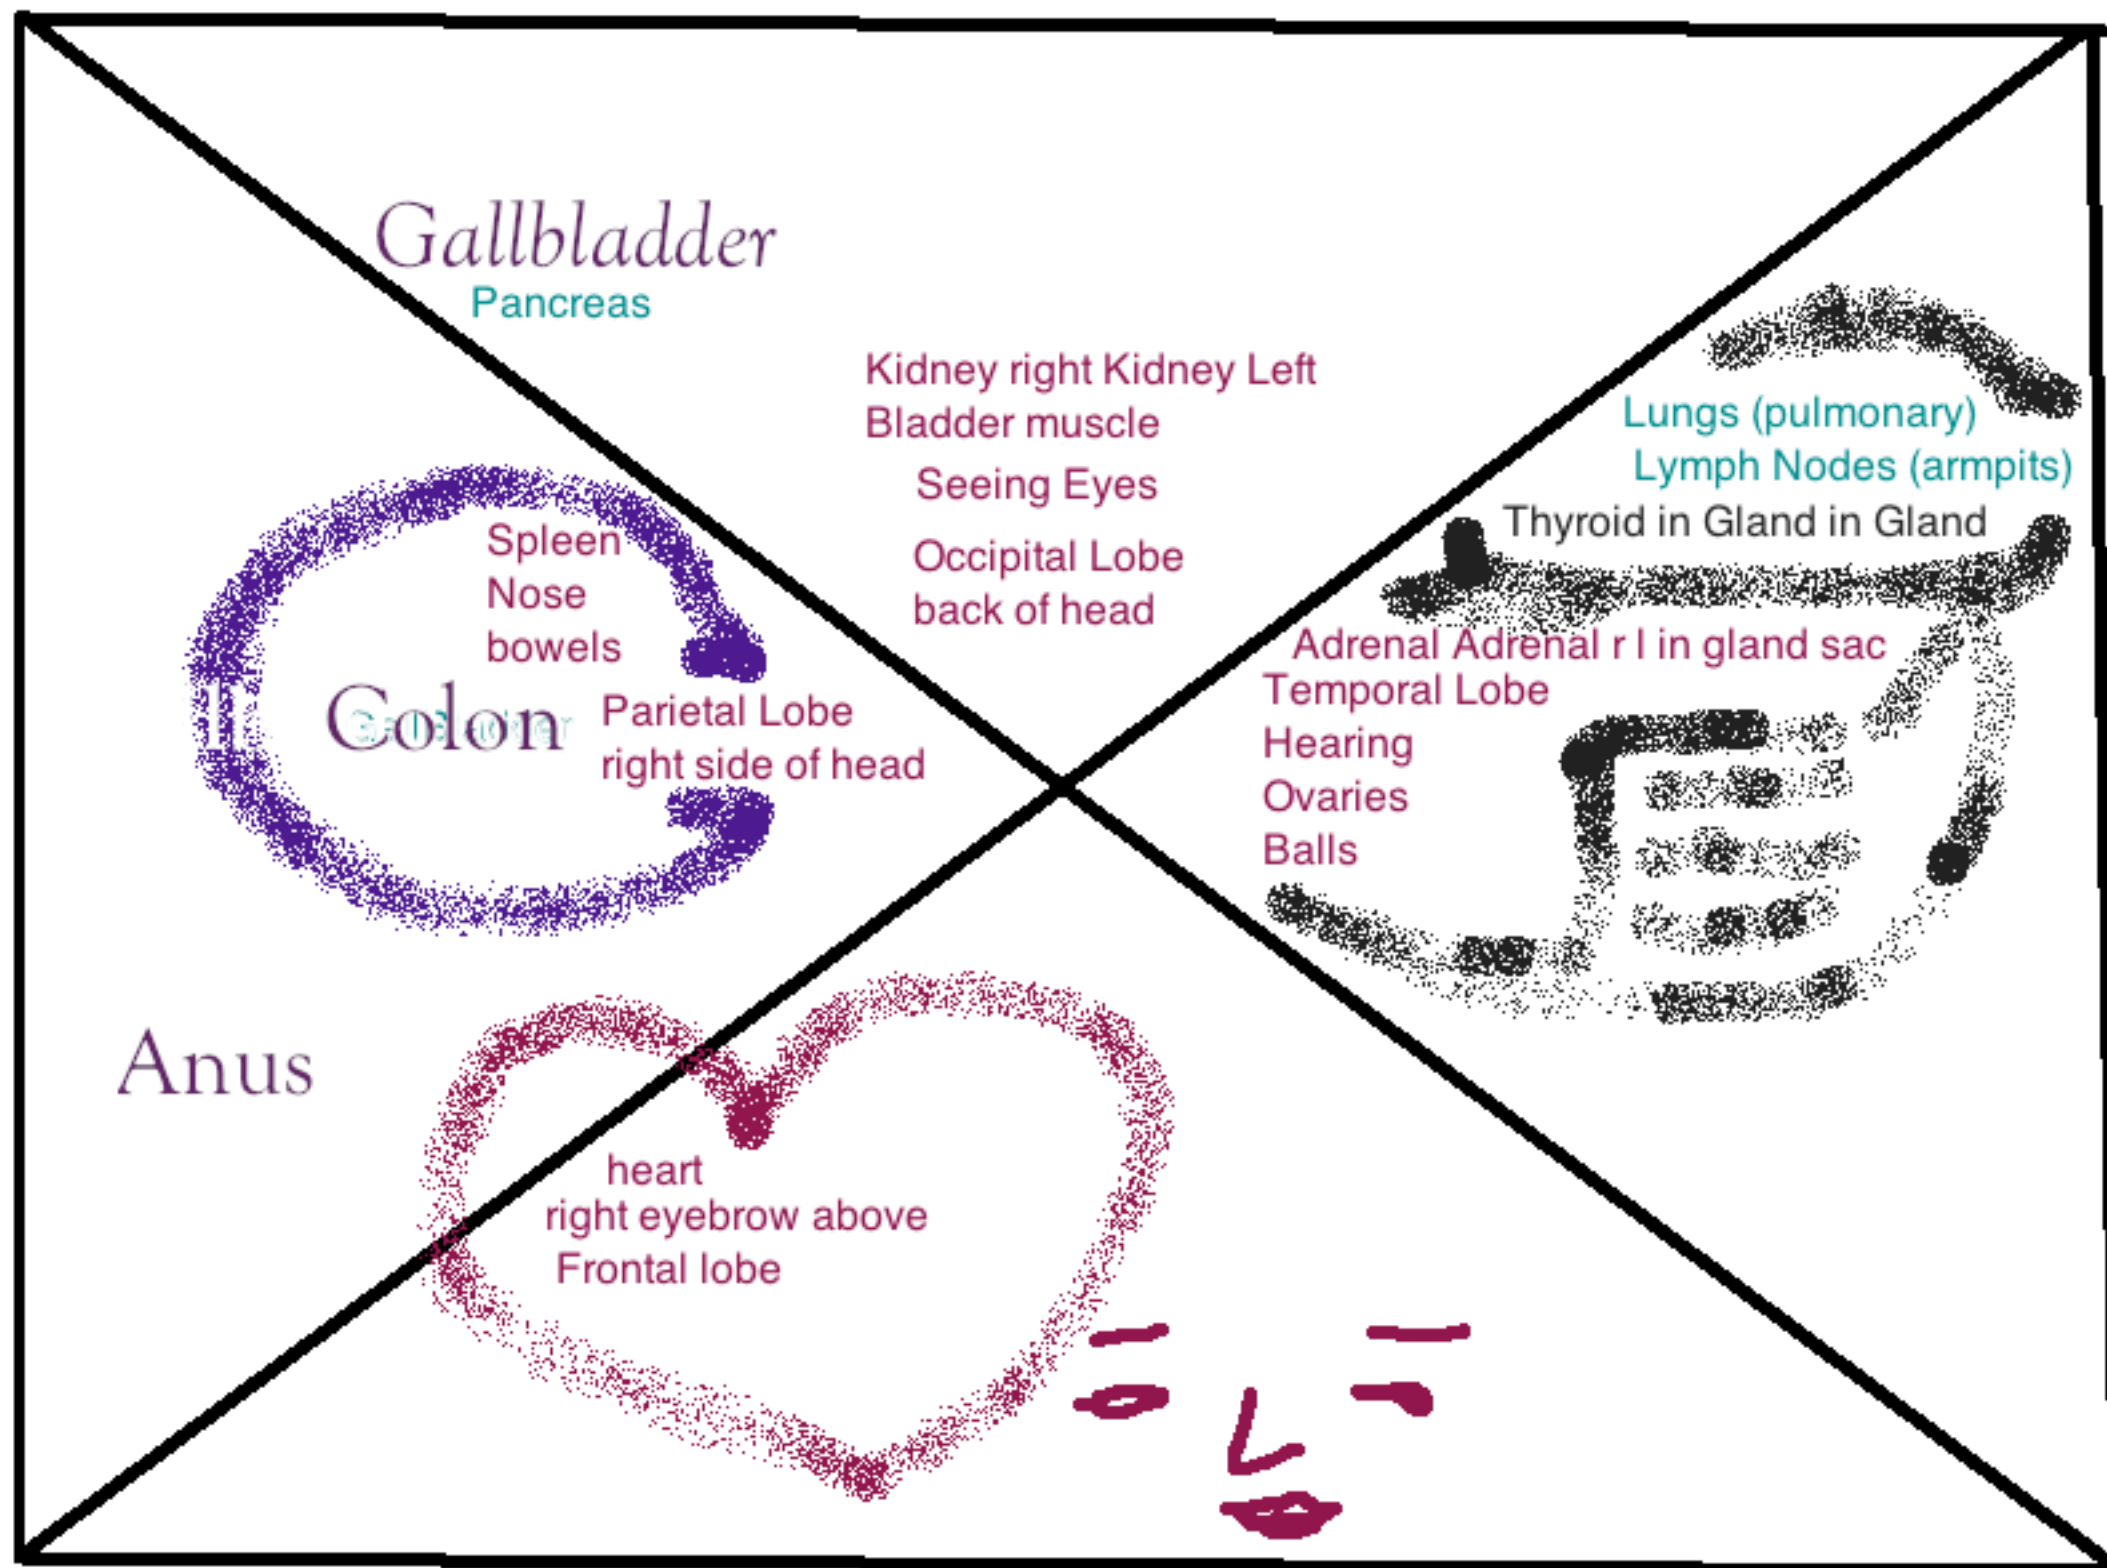 Gallbladder
Pancreas
Kidney right Kidney Left
Bladder muscle
Seeing Eyes
Occipital Lobe
back of head
Lungs (pulmonary)
Lymph Nodes (armpits)
Thyroid in Gland in Gland
Adrenal Adrenal r l in gland sac
Temporal Lobe
Hearing
Ovaries
Balls
Spleen
Nose
bowels
Colon
Parietal Lobe
right side of head
Anus
heart
right eyebrow above
Frontal lobe